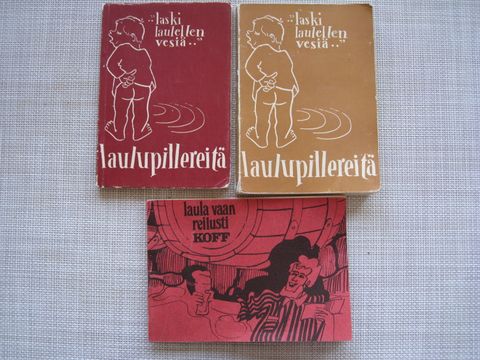 „laski
laulellen
vesiä..”
laulupillereitä
„laski
laulellen
vesiä..”
laulupillereitä
laula vaan
reilusti
KOFF